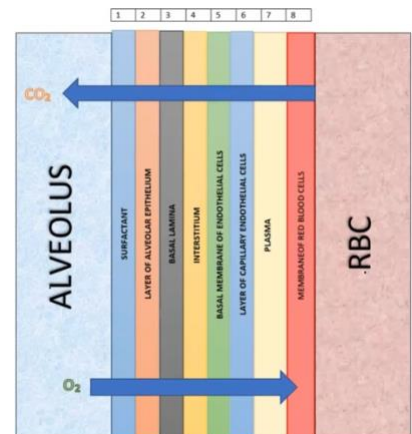 1 2 3 4 5 6 7 8
CO₂
ALVEOLUS
SURFACTANT
LAYER OF ALVEOLAR EPITHELIUM
BASAL LAMINA
INTERSTITIUM
BASAL MEMBRANE OF ENDOTHELIAL CELLS
LAYER OF CAPILLARY ENDOTHELIAL CELLS
PLASMA
MEMBRANEOF RED BLOOD CELLS
.RBC
O₂